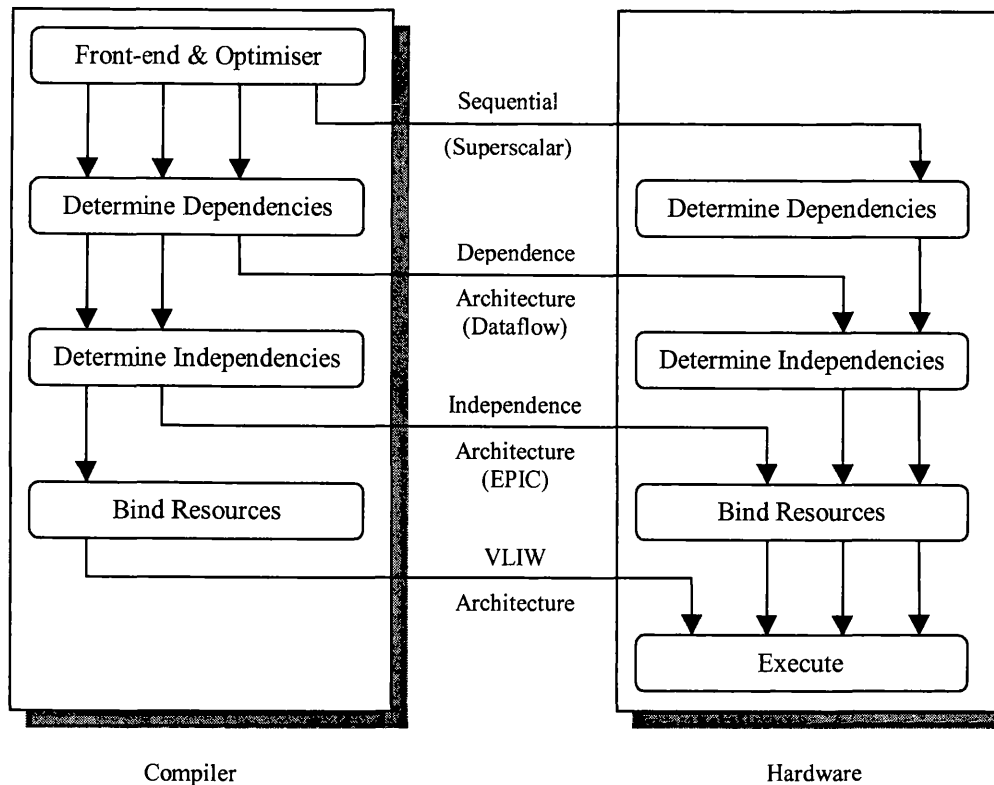 Front-end & Optimiser
Sequential
(Superscalar)
Determine Dependencies
Determine Dependencies
Dependence
Architecture
(Dataflow)
Determine Independencies
Determine Independencies
Independence
Architecture
(EPIC)
Bind Resources
Bind Resources
VLIW
Architecture
Execute
Compiler
Hardware